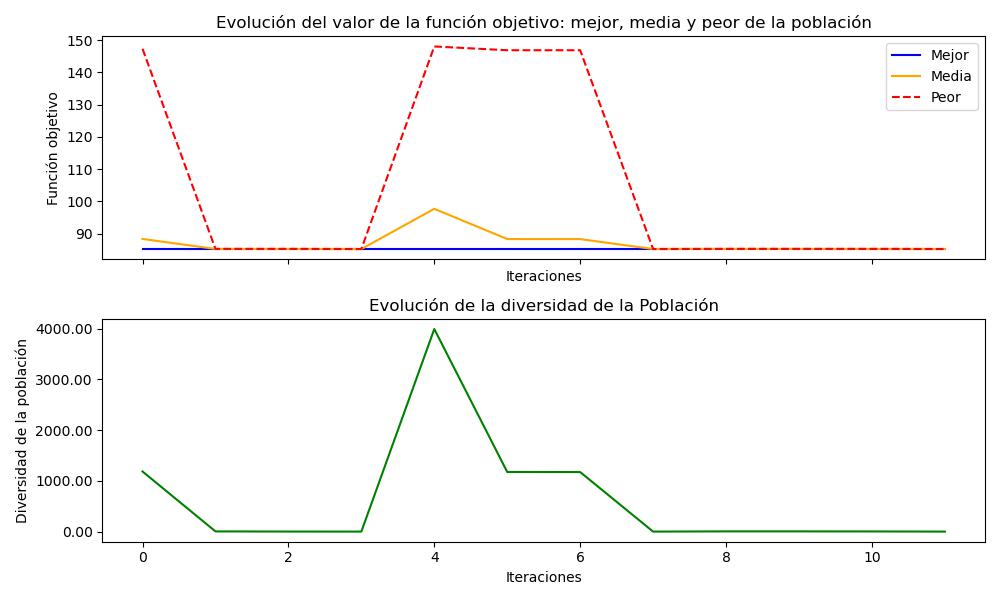 Evolución del valor de la función objetivo: mejor, media y peor de la población
150
140
130
120
110
100
90
Función objetivo
Mejor
Media
Peor
Iteraciones
Evolución de la diversidad de la Población
4000.00
3000.00
2000.00
1000.00
0.00
Diversidad de la población
0 2 4 6 8 10
Iteraciones